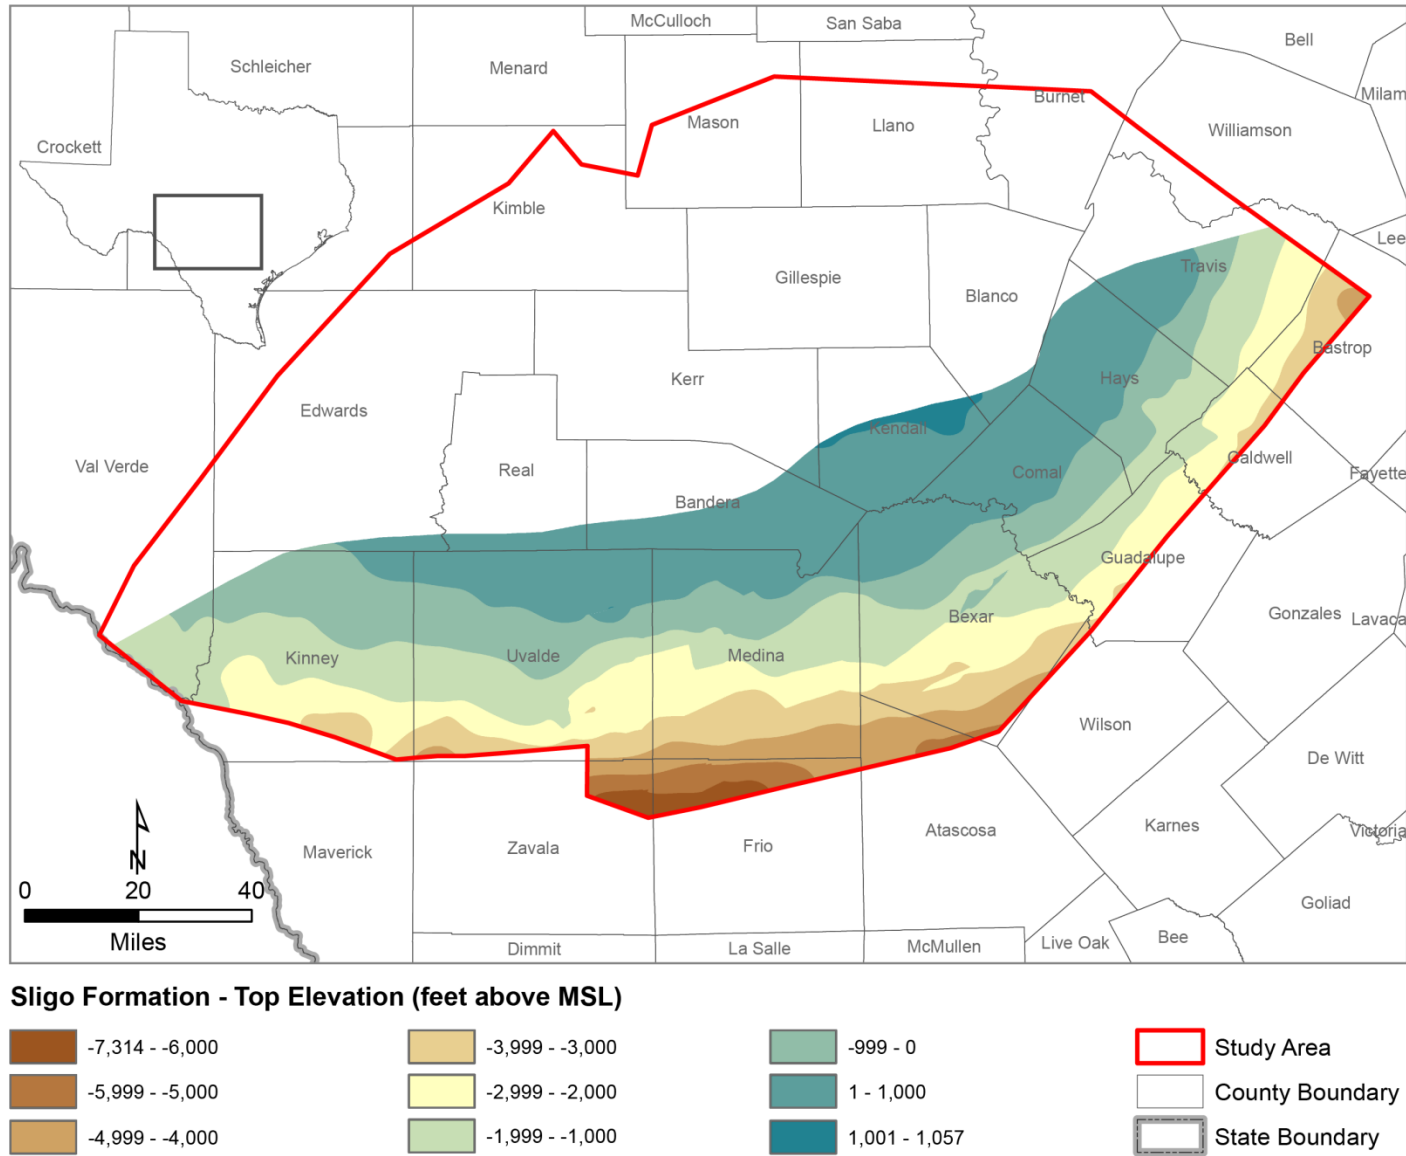 McCulloch
San Saba
Bell
Schleicher
Menard
Burnet
Milam
Mason
Llano
Williamson
Crockett
Kimble
Lee
Travis
Gillespie
Blanco
Bastrop
Kerr
Hays
Edwards
Kendall
Val Verde
Real
Comal
Caldwell
Fayette
Bandera
Guadalupe
Bexar
Gonzales
Lavaca
Kinney
Uvalde
Medina
Wilson
De Witt
Karnes
Victoria
Atascosa
Maverick
Zavala
Frio
N
0 20 40
Miles
Goliad
Dimmit
La Salle
McMullen
Live Oak
Bee
Sligo Formation - Top Elevation (feet above MSL)
-7,314 - -6,000
-5,999 - -5,000
-4,999 - -4,000
-3,999 - -3,000
-2,999 - -2,000
-1,999 - -1,000
-999 - 0
1 - 1,000
1,001 - 1,057
Study Area
County Boundary
State Boundary